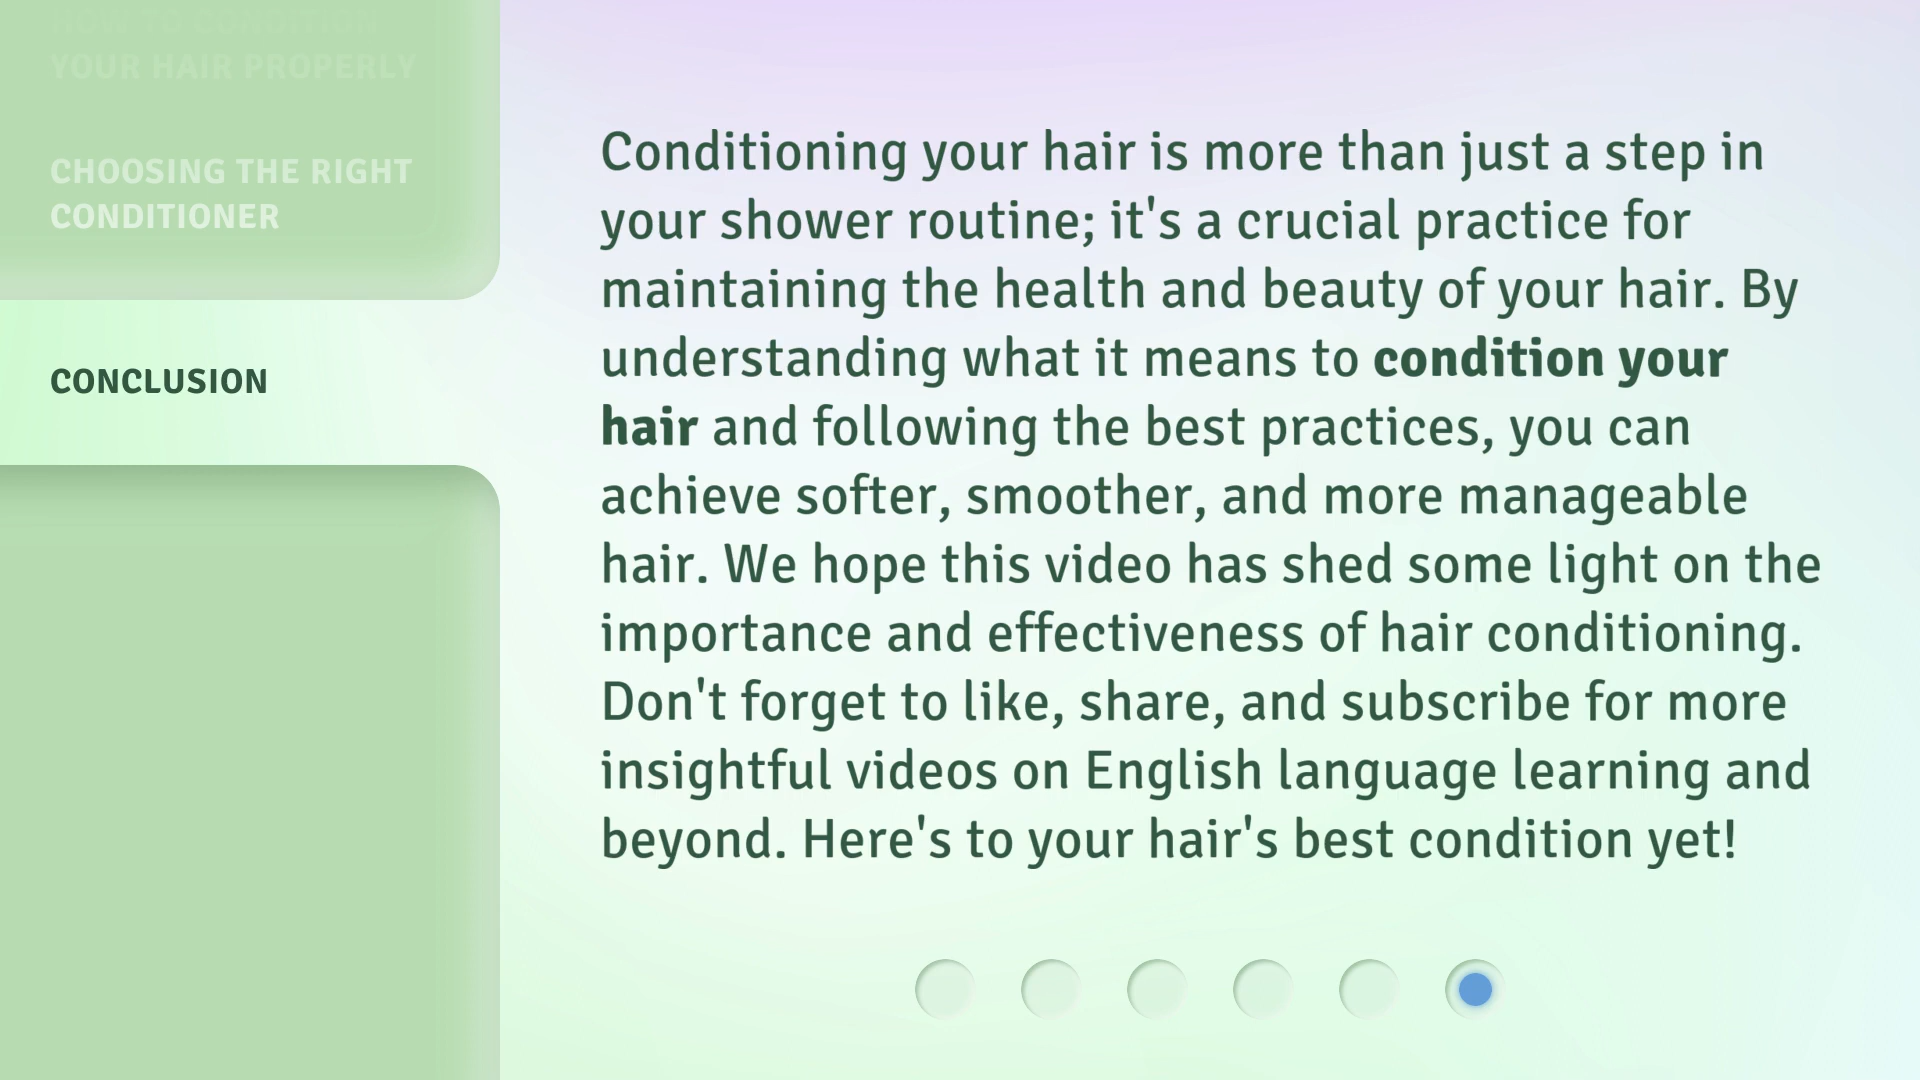 HOW TO CONDITION
YOUR HAIR PROPERLY
CHOOSING THE RIGHT
CONDITIONER
CONCLUSION
Conditioning your hair is more than just a step in
your shower routine; it's a crucial practice for
maintaining the health and beauty of your hair. By
understanding what it means to condition your
hair and following the best practices, you can
achieve softer, smoother, and more manageable
hair. We hope this video has shed some light on the
importance and effectiveness of hair conditioning.
Don't forget to like, share, and subscribe for more
insightful videos on English language learning and
beyond. Here's to your hair's best condition yet!